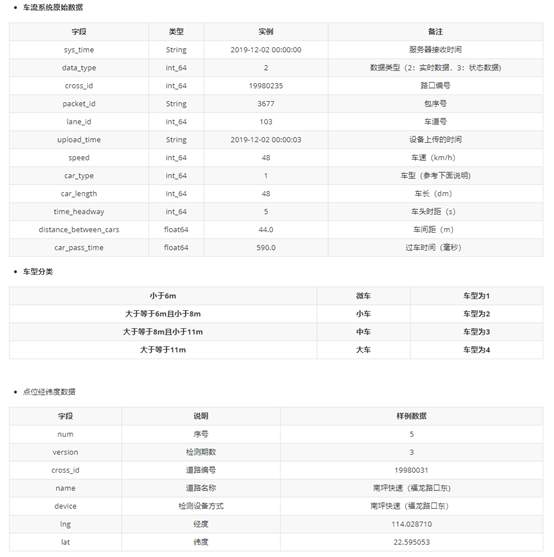 车流系统原始数据
字段 类型 实例 备注
sys_time String 2019-12-02 00:00:00 服务器接收时间
data_type int_64 2 数据类型（2：实时数据、3：状态数据)
cross_id int_64 19980235 路口编号
packet_id String 3677 包序号
lane_id int_64 103 车道号
upload_time String 2019-12-02 00:00:03 设备上传的时间
speed int_64 48 车速（km/h）
car_type int_64 1 车型（参考下面说明)
car_length int_64 48 车长（dm）
time_headway int_64 5 车头时距（s）
distance_between_cars float64 44.0 车间距（m）
car_pass_time float64 590.0 过车时间（毫秒）
车型分类
小于6m 微车 车型为1
大于等于6m且小于8m 小车 车型为2
大于等于8m且小于11m 中车 车型为3
大于等于11m 大车 车型为4
点位经纬度数据
字段 说明 样例数据
num 序号 5
version 检测期数 3
cross_id 道路编号 19980031
name 道路名称 南坪快速（福龙路口东)
device 检测设备方式 南坪快速（福龙路口东）
lng 经度 114.028710
lat 纬度 22.595053